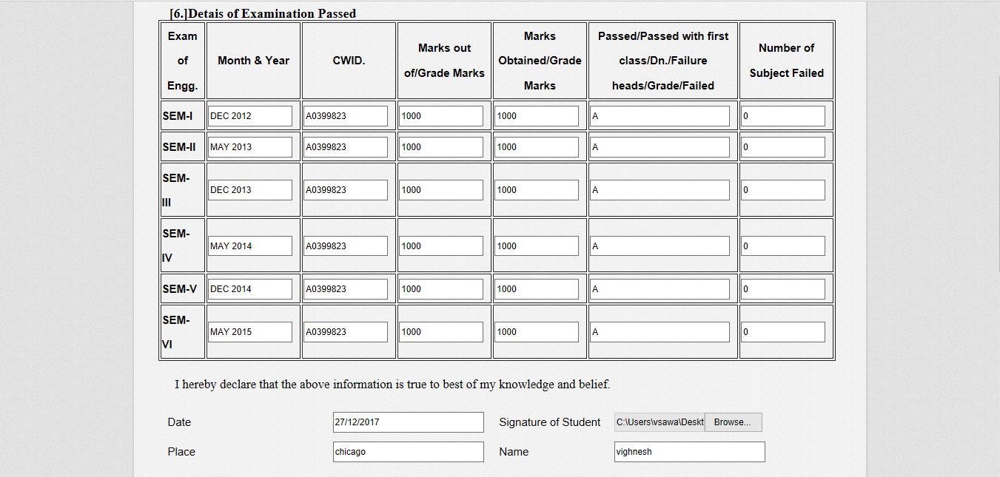 [6.]Detais of Examination Passed
Exam of Engg. Month & Year CWID. Marks out of/Grade Marks Marks Obtained/Grade Marks Passed/Passed with first class/Dn./Failure heads/Grade/Failed Number of Subject Failed
SEM-I DEC 2012 A0399823 1000 1000 A 0
SEM-II MAY 2013 A0399823 1000 1000 A 0
SEM-III DEC 2013 A0399823 1000 1000 A 0
SEM-IV MAY 2014 A0399823 1000 1000 A 0
SEM-V DEC 2014 A0399823 1000 1000 A 0
SEM-VI MAY 2015 A0399823 1000 1000 A 0
I hereby declare that the above information is true to best of my knowledge and belief.
Date 27/12/2017 Signature of Student C:\Users\vsawa\Deskt Browse...
Place chicago Name vighnesh